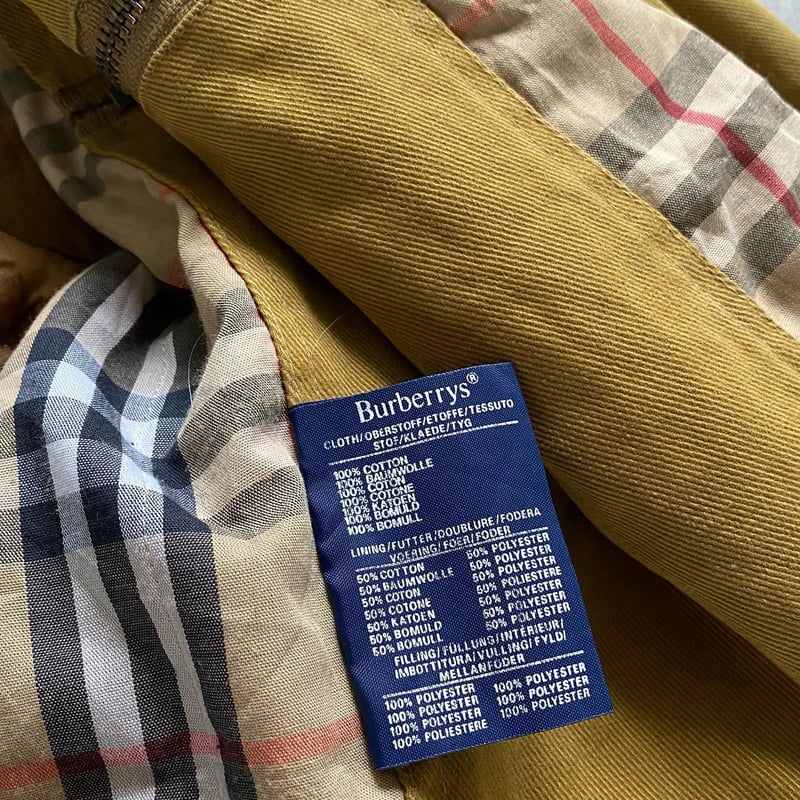 Burberrys®
CLOTH/OBERSTOFF/ETOFFE/TESSUTO
STOF/KLAEDE/TYG
100% COTTON
100% BAUMWOLLE
100% COTON
100% COTONE
100% KATOEN
100% BOMULD
100% BOMULL
LINING/FUTTER/DOUBLURE/FODERA
VOERING/FOER/FODER
50% COTTON 50% POLYESTER
50% BAUMWOLLE 50% POLYESTER
50% COTON 50% POLYESTER
50% COTONE 50% POLIESTERE
50% KATOEN 50% POLYESTER
50% BOMULD 50% POLYESTER
50% BOMULL 50% POLYESTER
FILLING/FÜLLUNG/INTÉRIEUR/
IMBOTTITURA/VULLING/FYLD/
MELLANFODER
100% POLYESTER 100% POLYESTER
100% POLYESTER 100% POLYESTER
100% POLYESTER 100% POLYESTER
100% POLIESTERE